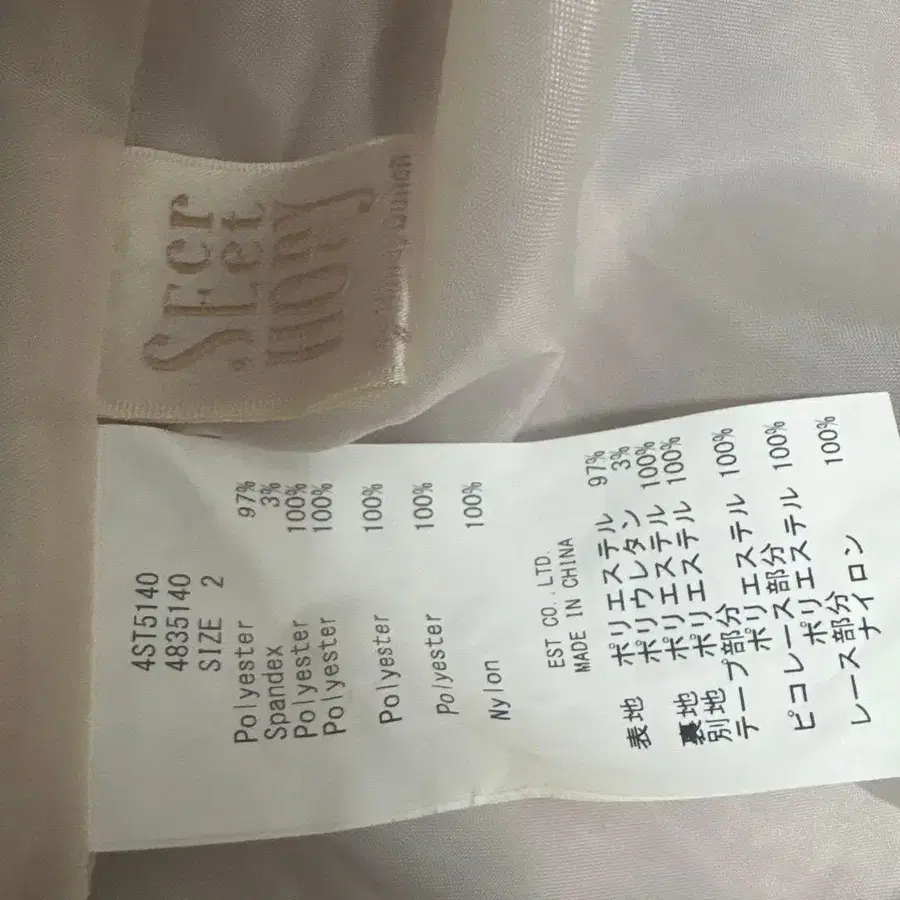 SEcr
et
HONEY
4ST5140
4835140
SIZE 2
Polyester 97%
Spandex 3%
Polyester 100%
Polyester 100%
Polyester 100%
Polyester 100%
Nylon 100%
EST CO.,LTD.
MADE IN CHINA
表地 ポリエステル 97%
ポリウレタン 3%
裏地 ポリエステル 100%
別地 ポリエステル 100%
テープ部分
ポリエステル 100%
ピコレース部分
ポリエステル 100%
レース部分
ナイロン 100%